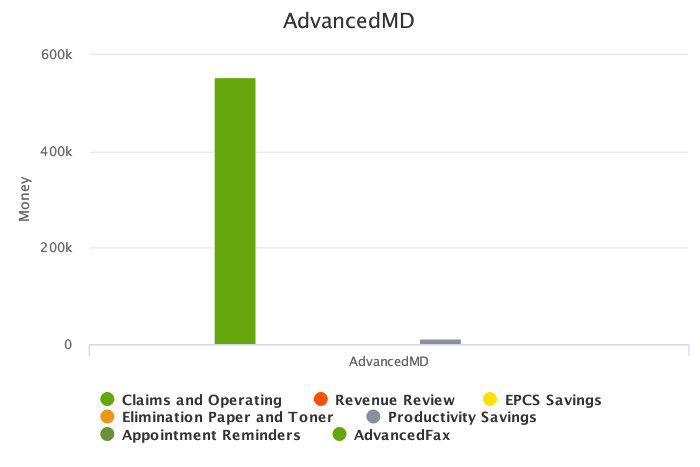 AdvancedMD
600k
400k
200k
0
Money
AdvancedMD
Claims and Operating Revenue Review EPCS Savings
Elimination Paper and Toner Productivity Savings
Appointment Reminders AdvancedFax